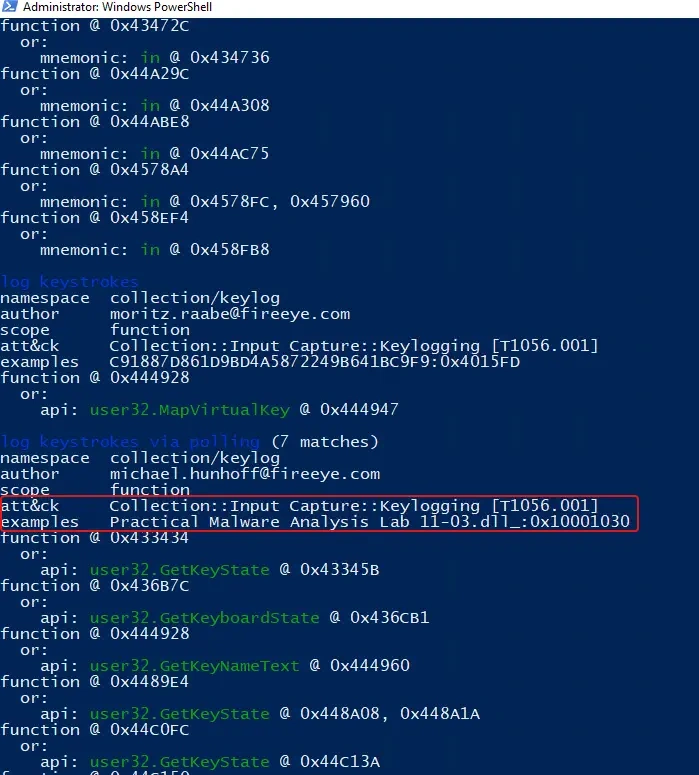 Administrator: Windows PowerShell
function @ 0x43472C
or:
mnemonic: in @ 0x434736
function @ 0x44A29C
or:
mnemonic: in @ 0x44A308
function @ 0x44ABE8
or:
mnemonic: in @ 0x44AC75
function @ 0x4578A4
or:
mnemonic: in @ 0x4578FC, 0x457960
function @ 0x458EF4
or:
mnemonic: in @ 0x458FB8
log keystrokes
namespace collection/keylog
author moritz.raabe@fireeye.com
scope function
att&ck Collection::Input Capture::Keylogging [T1056.001]
examples C91887D861D9BD4A5872249B641BC9F9:0x4015FD
function @ 0x444928
or:
api: user32.MapVirtualKey @ 0x444947
log keystrokes via polling (7 matches)
namespace collection/keylog
author michael.hunhoff@fireeye.com
scope function
att&ck Collection::Input Capture::Keylogging [T1056.001]
examples Practical Malware Analysis Lab 11-03.dll_:0x10001030
function @ 0x433434
or:
api: user32.GetKeyState @ 0x43345B
function @ 0x436B7C
or:
api: user32.GetKeyboardState @ 0x436CB1
function @ 0x444928
or:
api: user32.GetKeyNameText @ 0x444960
function @ 0x4489E4
or:
api: user32.GetKeyState @ 0x448A08, 0x448A1A
function @ 0x44C0FC
or:
api: user32.GetKeyState @ 0x44C13A